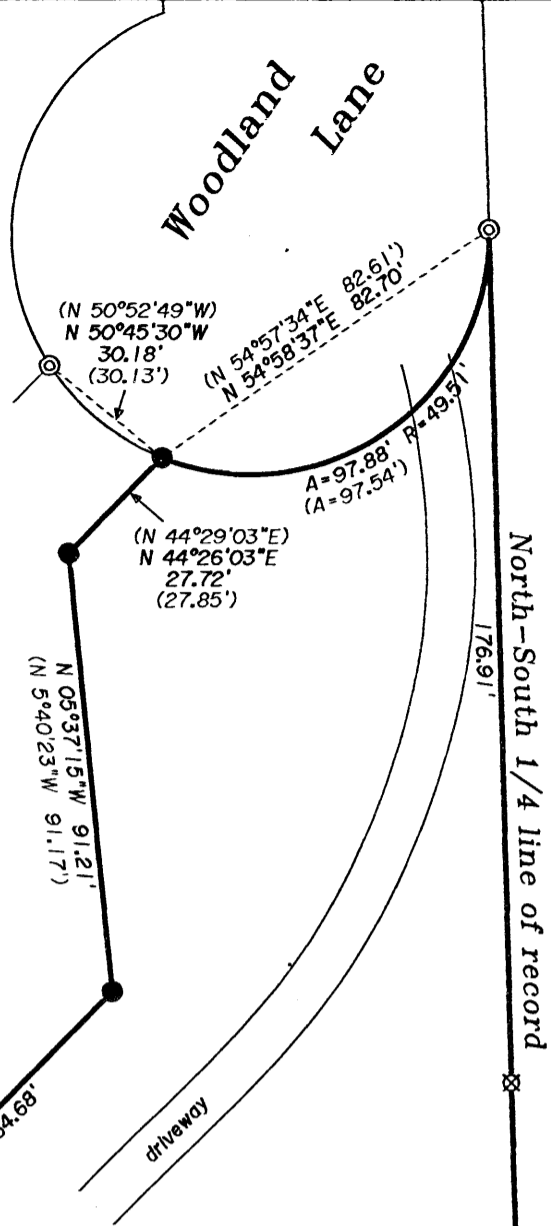 Woodland
Lane
(N 54°57'34"E 82.61')
N 54°58'37"E 82.70'
(N 50°52'49"W)
N 50°45'30"W
30.18'
(30.13')
A=97.88' R=49.51'
(A=97.54')
(N 44°29'03"E)
N 44°26'03"E
27.72'
(27.85')
North-South 1/4 line of record
176.91'
N 05°37'15"W 91.21'
(N 5°40'23"W 91.17')
driveway